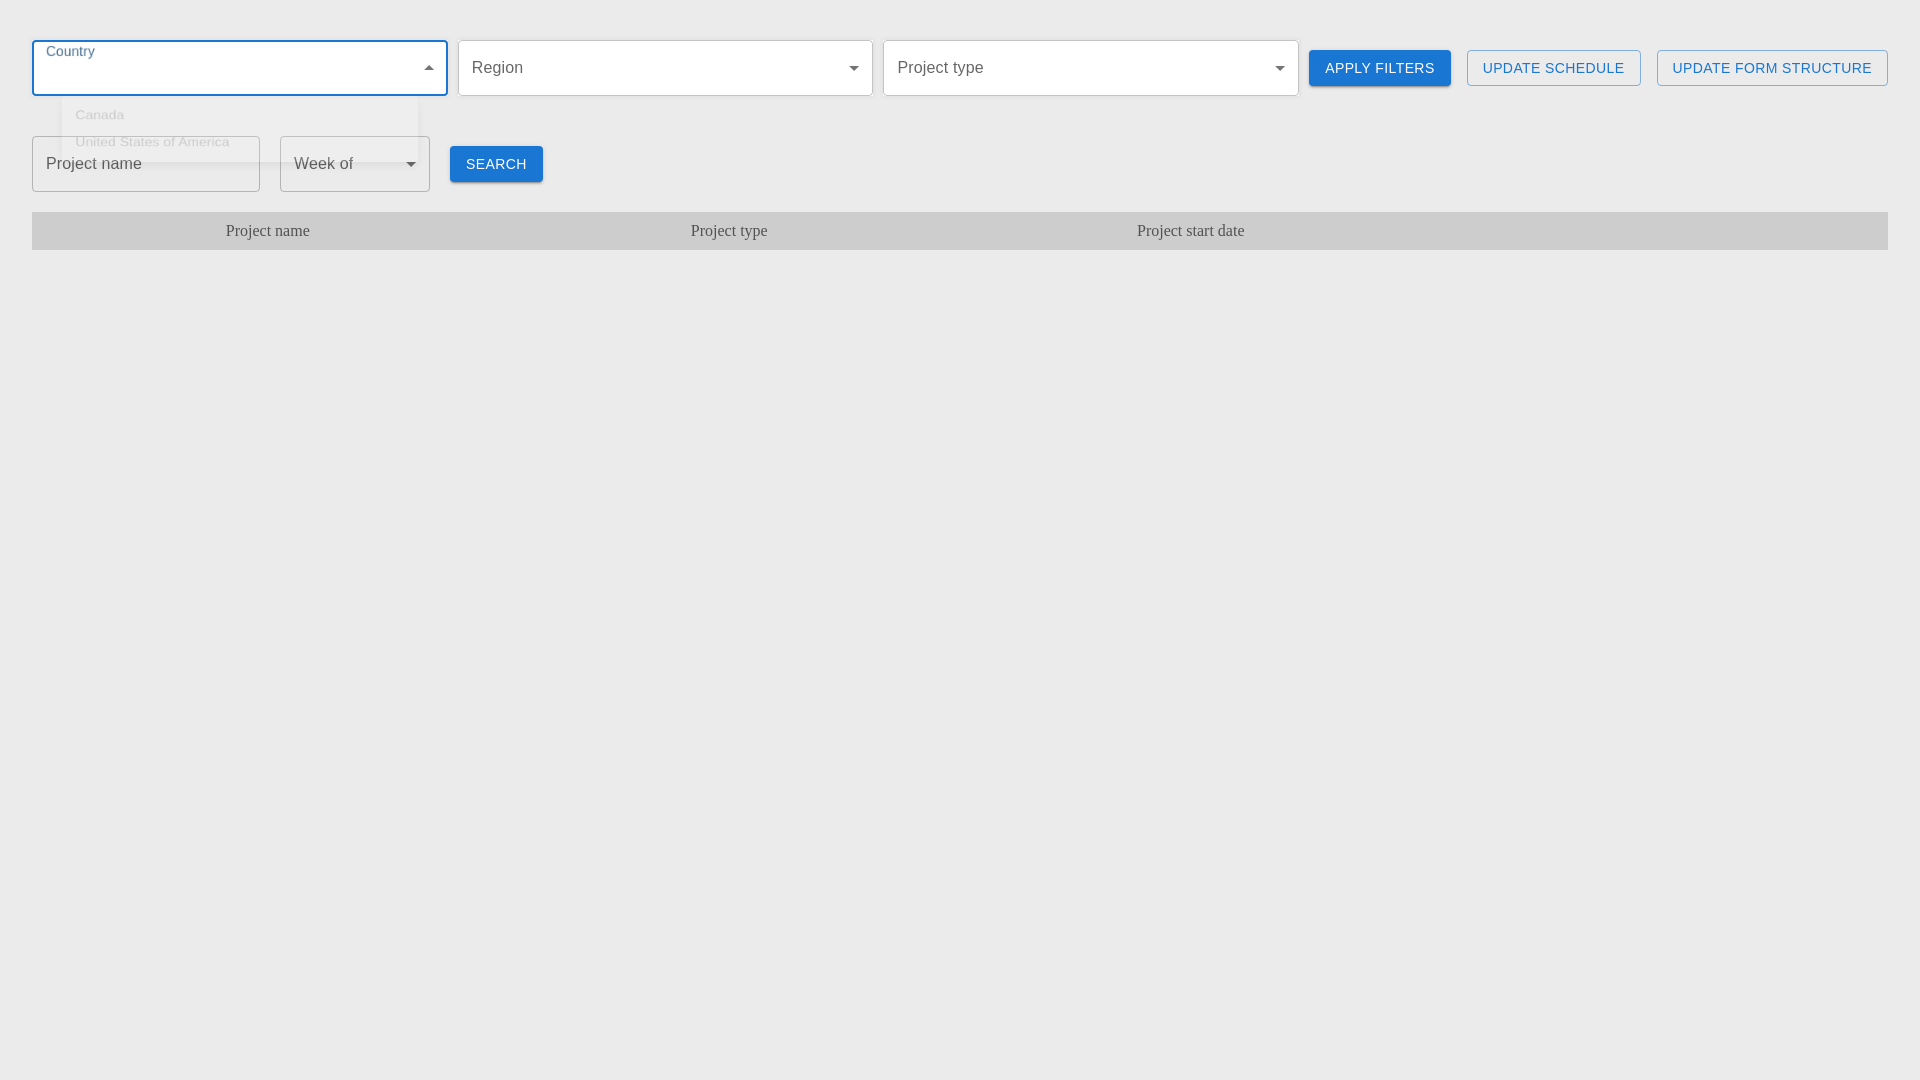 Country
Region
Project type
APPLY FILTERS
UPDATE SCHEDULE
UPDATE FORM STRUCTURE
Canada
United States of America
Project name
Week of
SEARCH
Project name
Project type
Project start date